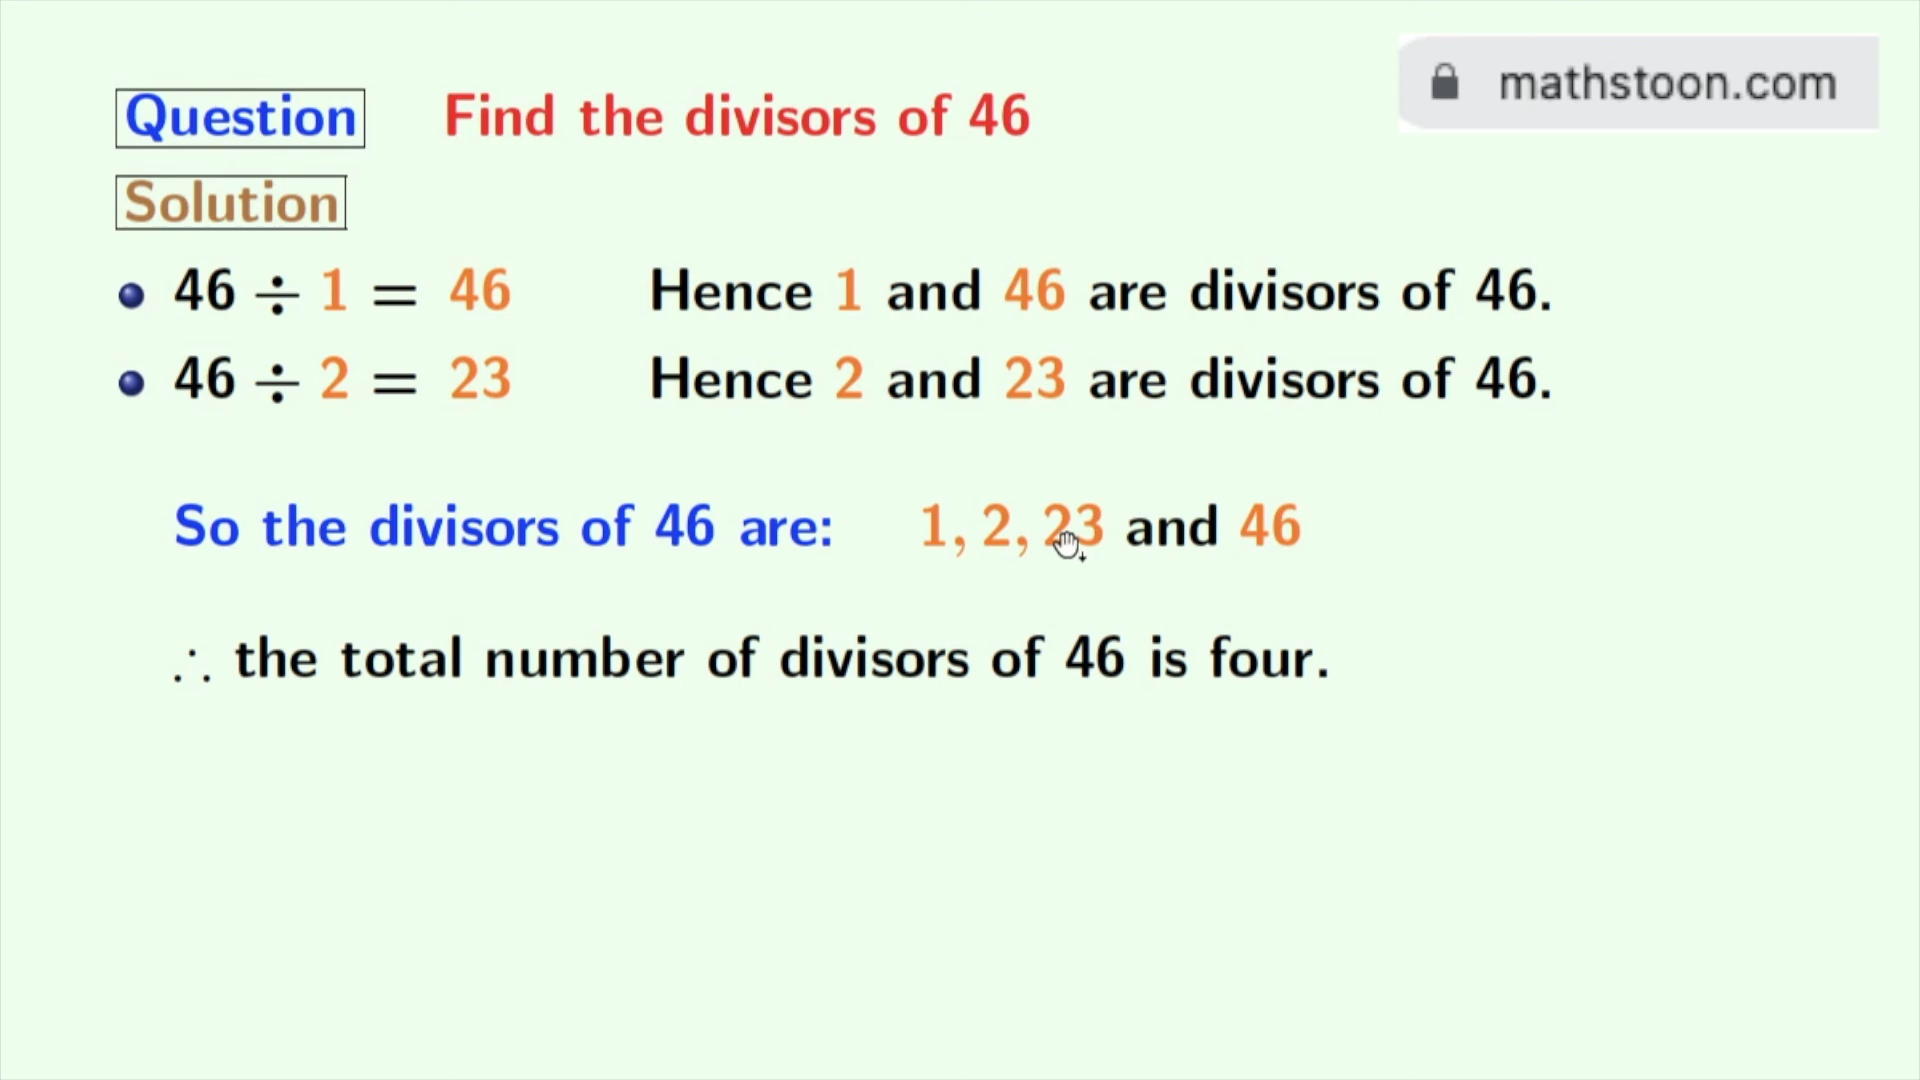 Question Find the divisors of 46
mathstoon.com
Solution
46 ÷ 1 = 46 Hence 1 and 46 are divisors of 46.
46 ÷ 2 = 23 Hence 2 and 23 are divisors of 46.
So the divisors of 46 are: 1, 2, 23 and 46
∴ the total number of divisors of 46 is four.